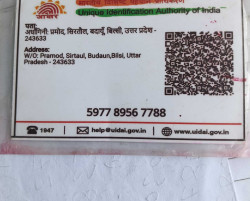 Unique Identification Authority of India
पता:
अर्धांगिनी: प्रमोद, सिरतौल, बदायूँ, बिल्सी, उत्तर प्रदेश -
243633
Address:
W/O: Pramod, Sirtaul, Budaun,Bilsi, Uttar
Pradesh - 243633
5977 8956 7788
1947
help@uidai.gov.in
www.uidai.gov.in